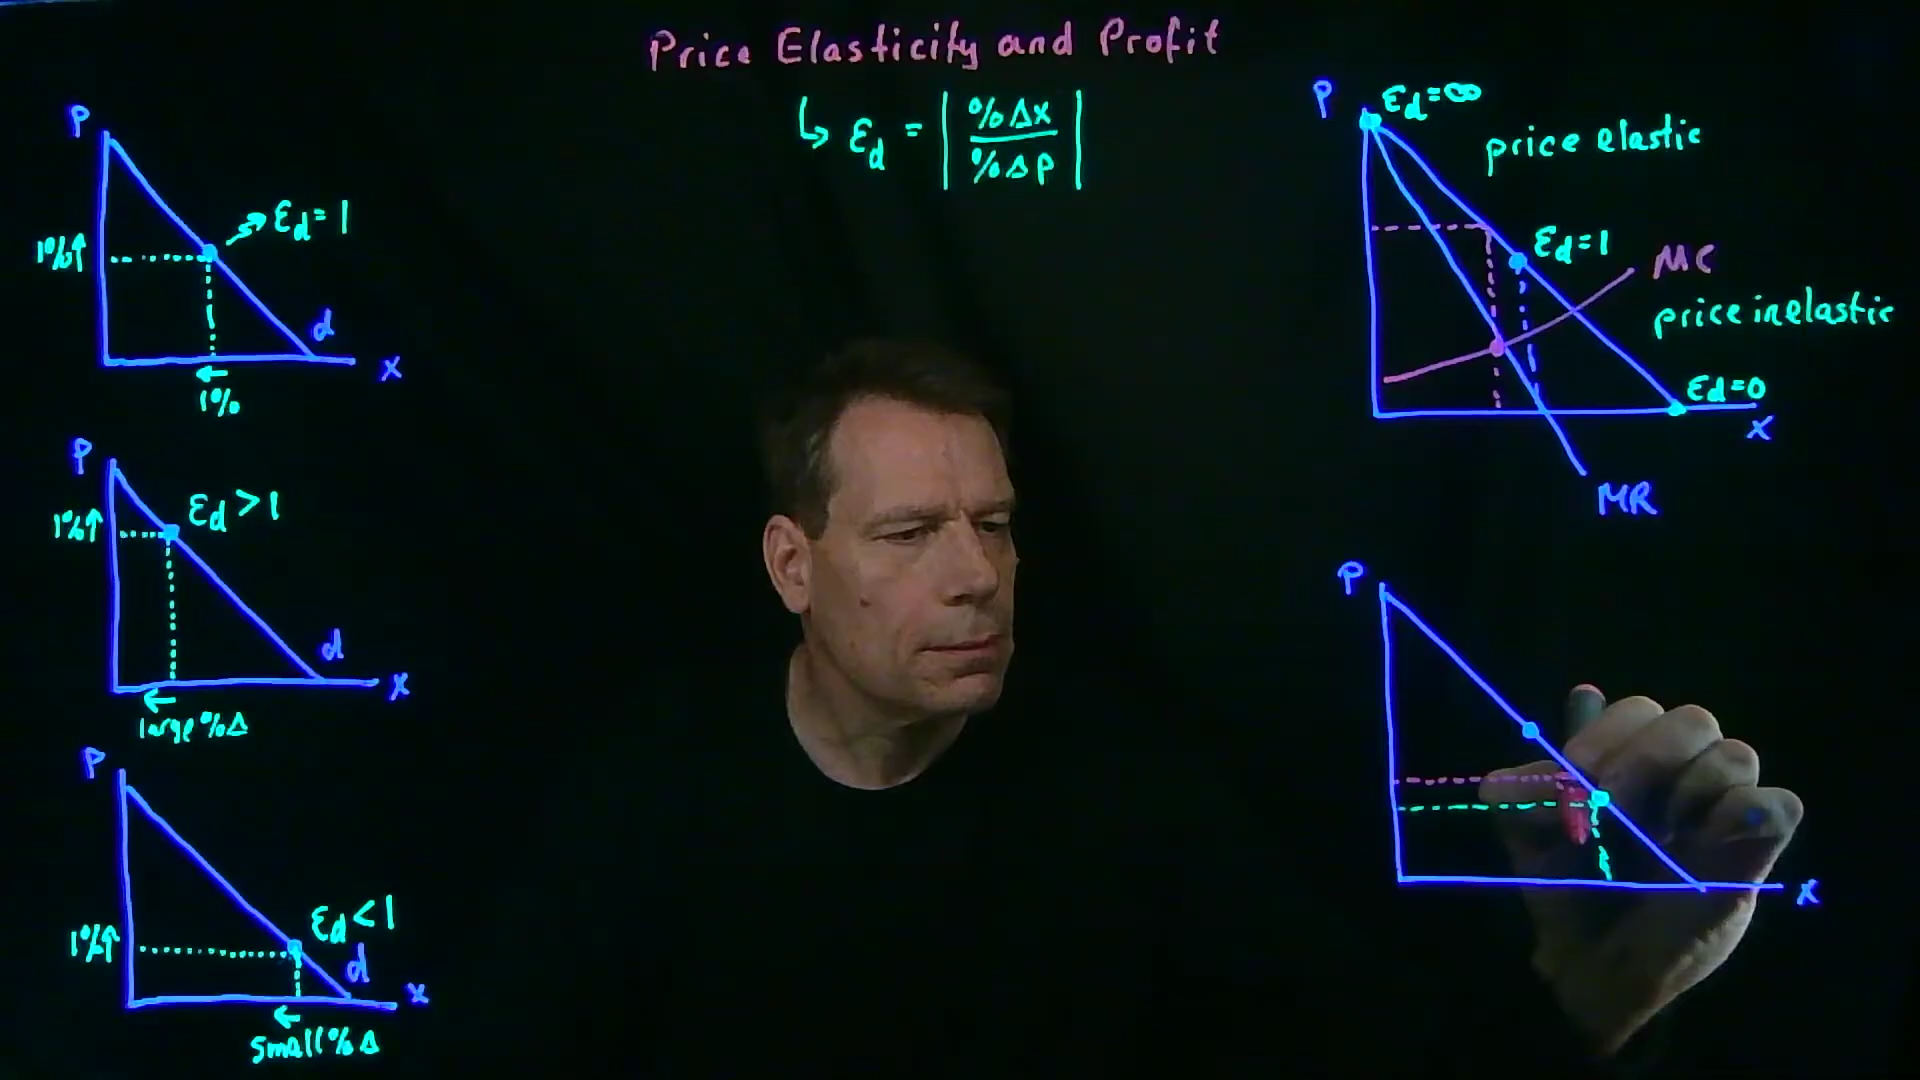 Price Elasticity and Profit
↳ εd = | %Δx / %Δp |
P
1%↑
εd=1
d
x
← 1%
P
1%↑
εd>1
d
x
← large%Δ
P
1%↑
εd<1
d
x
← small%Δ
P
εd=∞
price elastic
εd=1
MC
price inelastic
εd=0
x
MR
P
x